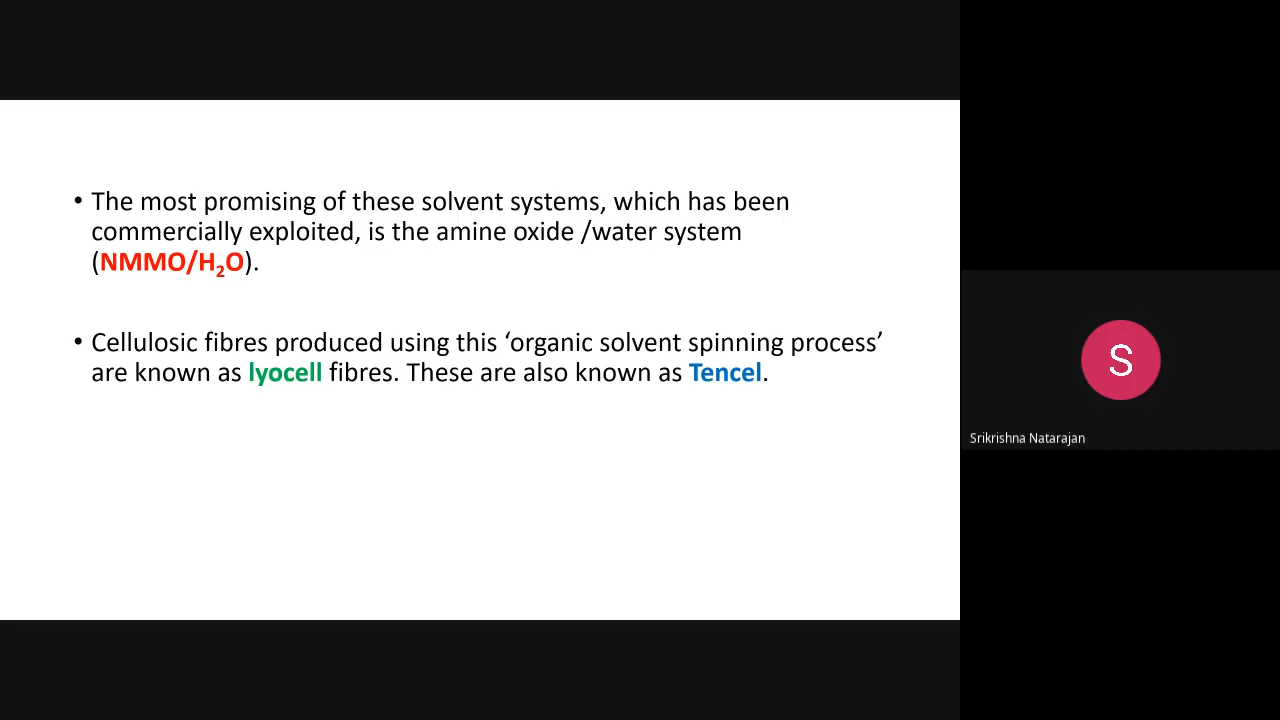 • The most promising of these solvent systems, which has been
commercially exploited, is the amine oxide /water system
(NMMO/H₂O).
• Cellulosic fibres produced using this ‘organic solvent spinning process’
are known as lyocell fibres. These are also known as Tencel.
S
Srikrishna Natarajan